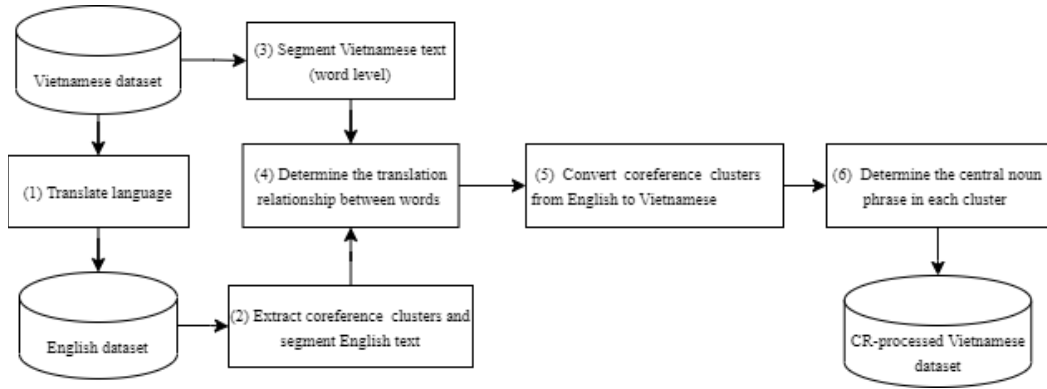 Vietnamese dataset
(3) Segment Vietnamese text
(word level)
(1) Translate language
(4) Determine the translation
relationship between words
(5) Convert coreference clusters
from English to Vietnamese
(6) Determine the central noun
phrase in each cluster
English dataset
(2) Extract coreference clusters and
segment English text
CR-processed Vietnamese
dataset